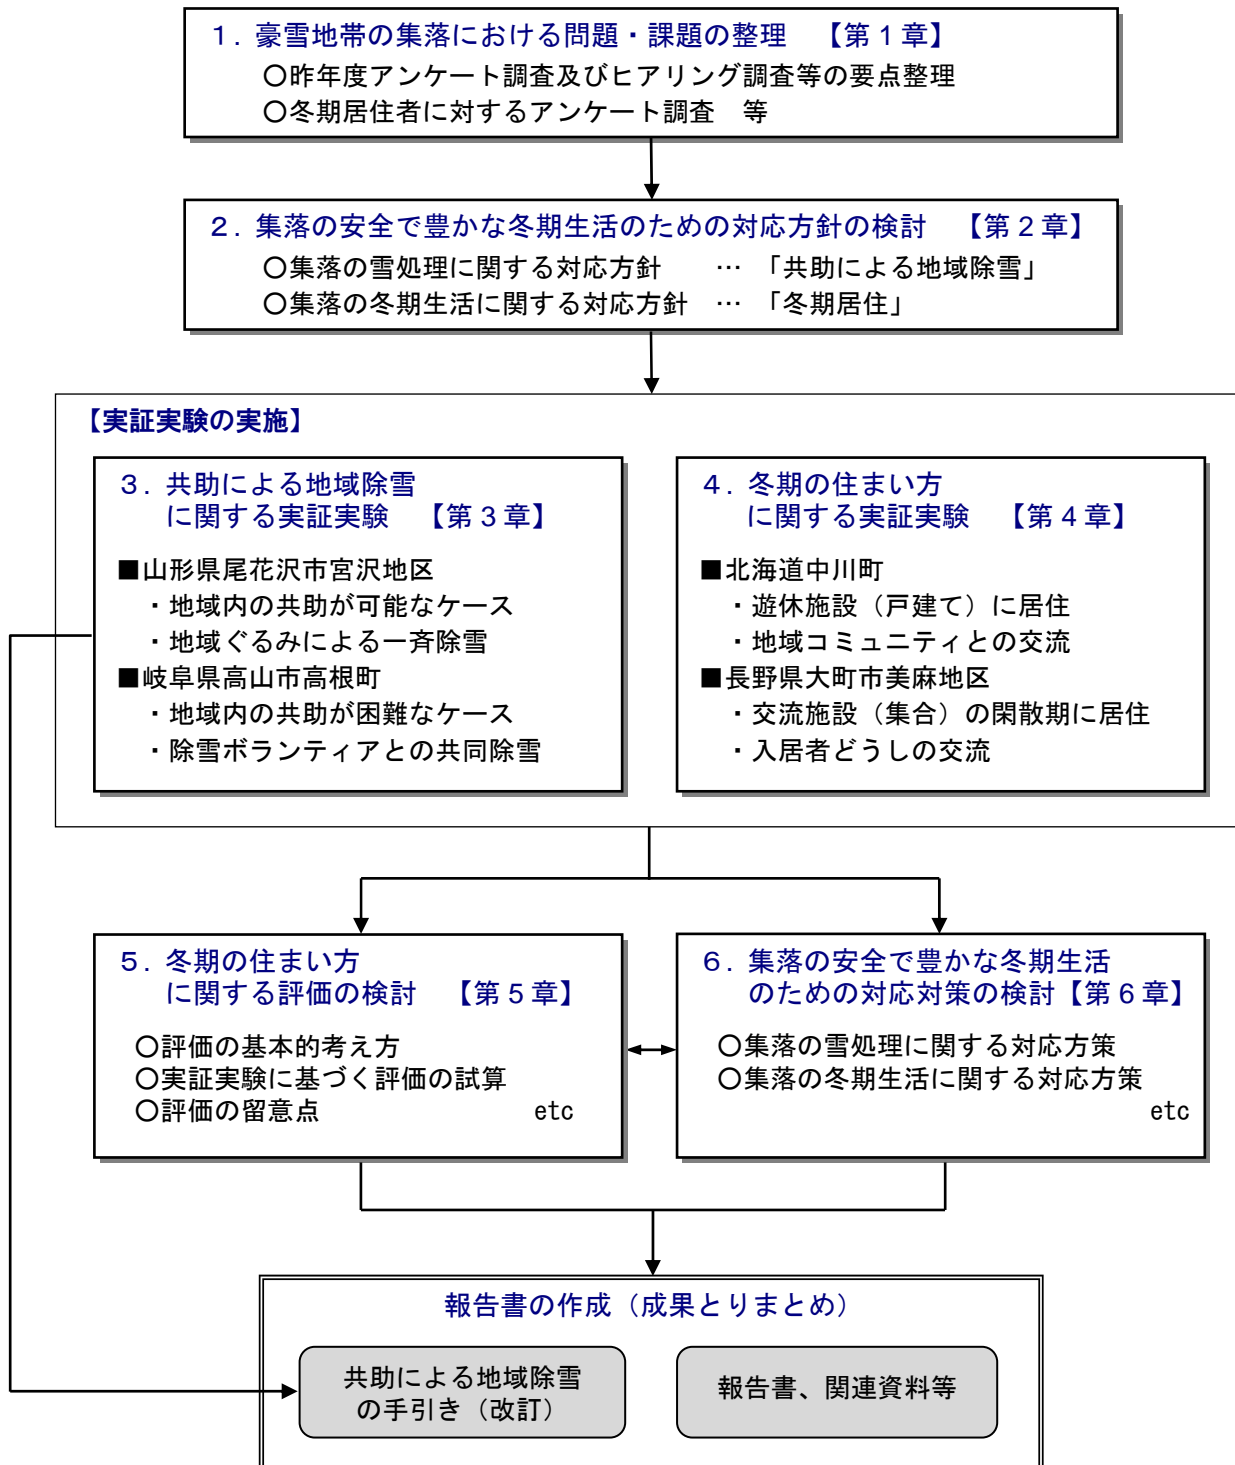 １．豪雪地帯の集落における問題・課題の整理　【第１章】
○昨年度アンケート調査及びヒアリング調査等の要点整理
○冬期居住者に対するアンケート調査　等
２．集落の安全で豊かな冬期生活のための対応方針の検討　【第２章】
○集落の雪処理に関する対応方針　　…　「共助による地域除雪」
○集落の冬期生活に関する対応方針　…　「冬期居住」
【実証実験の実施】
３．共助による地域除雪
に関する実証実験　【第３章】
■山形県尾花沢市宮沢地区
・地域内の共助が可能なケース
・地域ぐるみによる一斉除雪
■岐阜県高山市高根町
・地域内の共助が困難なケース
・除雪ボランティアとの共同除雪
４．冬期の住まい方
に関する実証実験　【第４章】
■北海道中川町
・遊休施設（戸建て）に居住
・地域コミュニティとの交流
■長野県大町市美麻地区
・交流施設（集合）の閑散期に居住
・入居者どうしの交流
５．冬期の住まい方
に関する評価の検討　【第５章】
○評価の基本的考え方
○実証実験に基づく評価の試算
○評価の留意点　　　　　　etc
６．集落の安全で豊かな冬期生活
のための対応対策の検討【第６章】
○集落の雪処理に関する対応方策
○集落の冬期生活に関する対応方策
etc
報告書の作成（成果とりまとめ）
共助による地域除雪
の手引き（改訂）
報告書、関連資料等